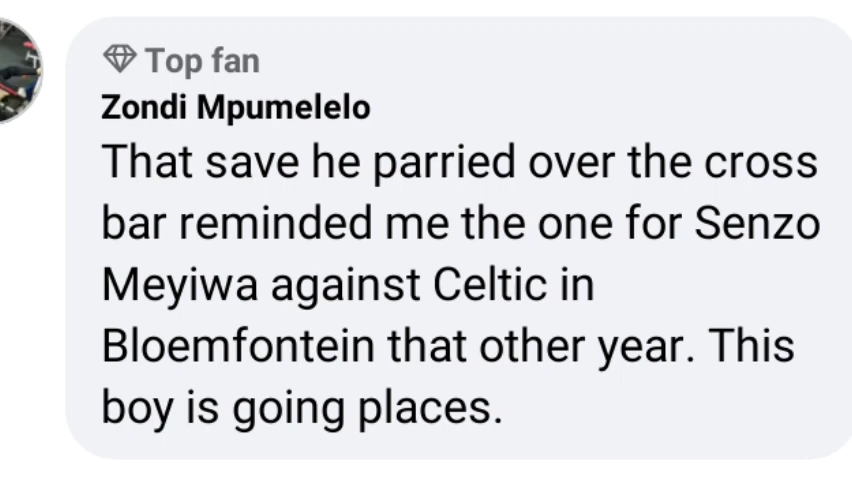 Top fan
Zondi Mpumelelo
That save he parried over the cross
bar reminded me the one for Senzo
Meyiwa against Celtic in
Bloemfontein that other year. This
boy is going places.